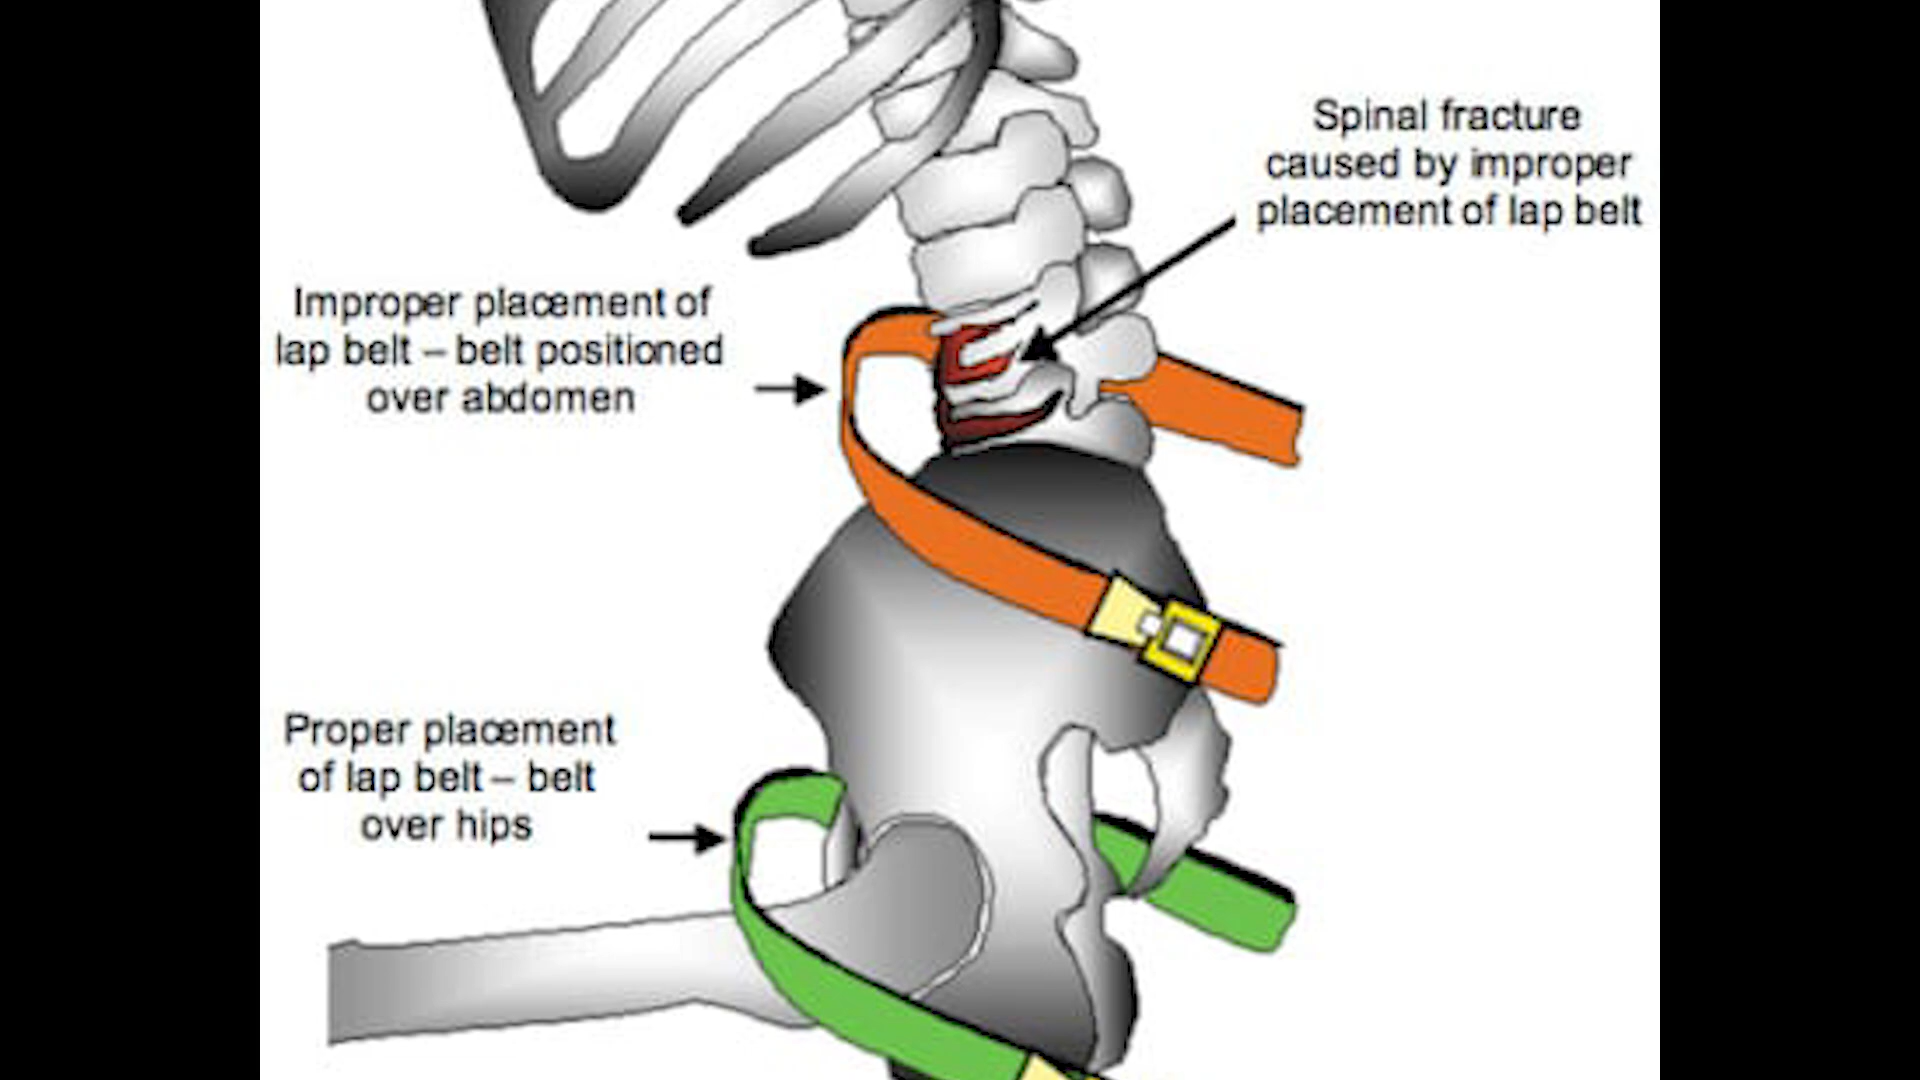 Spinal fracture
caused by improper
placement of lap belt
Improper placement of
lap belt – belt positioned
over abdomen
Proper placement
of lap belt – belt
over hips